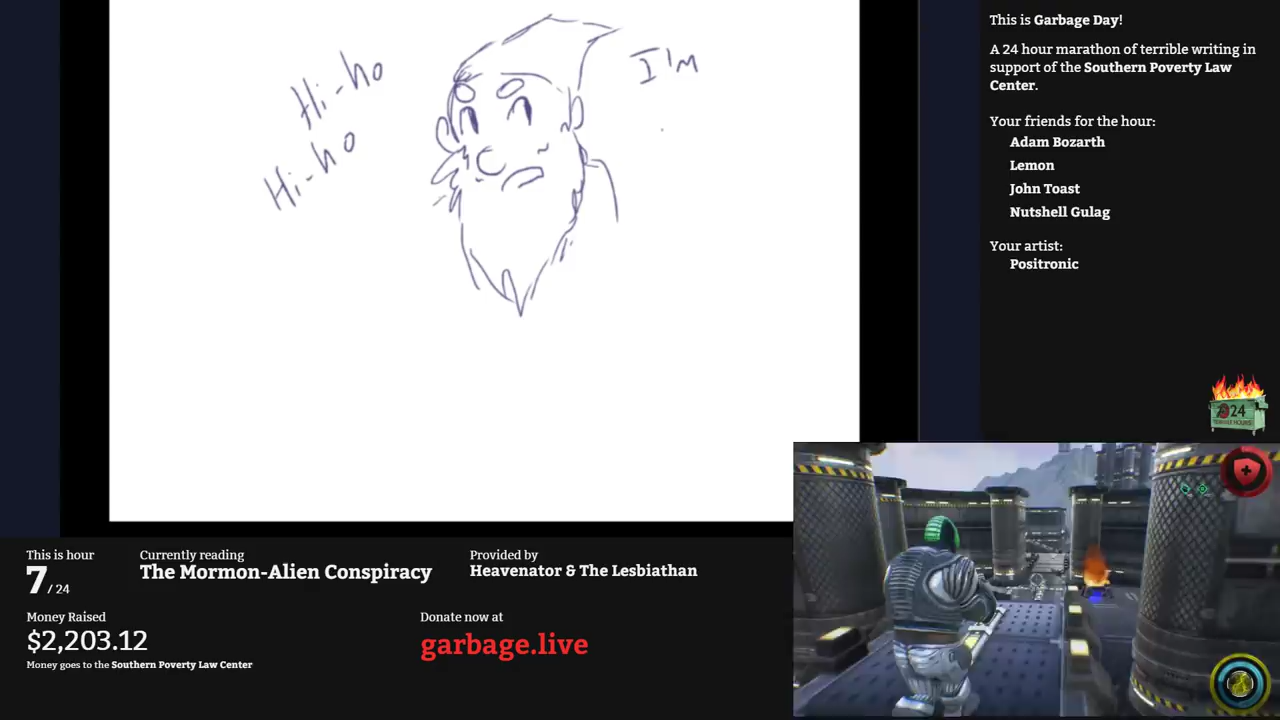 Hi-ho
Hi-ho
I'm
This is Garbage Day!
A 24 hour marathon of terrible writing in
support of the Southern Poverty Law
Center.
Your friends for the hour:
Adam Bozarth
Lemon
John Toast
Nutshell Gulag
Your artist:
Positronic
This is hour
7 / 24
Currently reading
The Mormon-Alien Conspiracy
Provided by
Heavenator & The Lesbiathan
Money Raised
$2,203.12
Money goes to the Southern Poverty Law Center
Donate now at
garbage.live